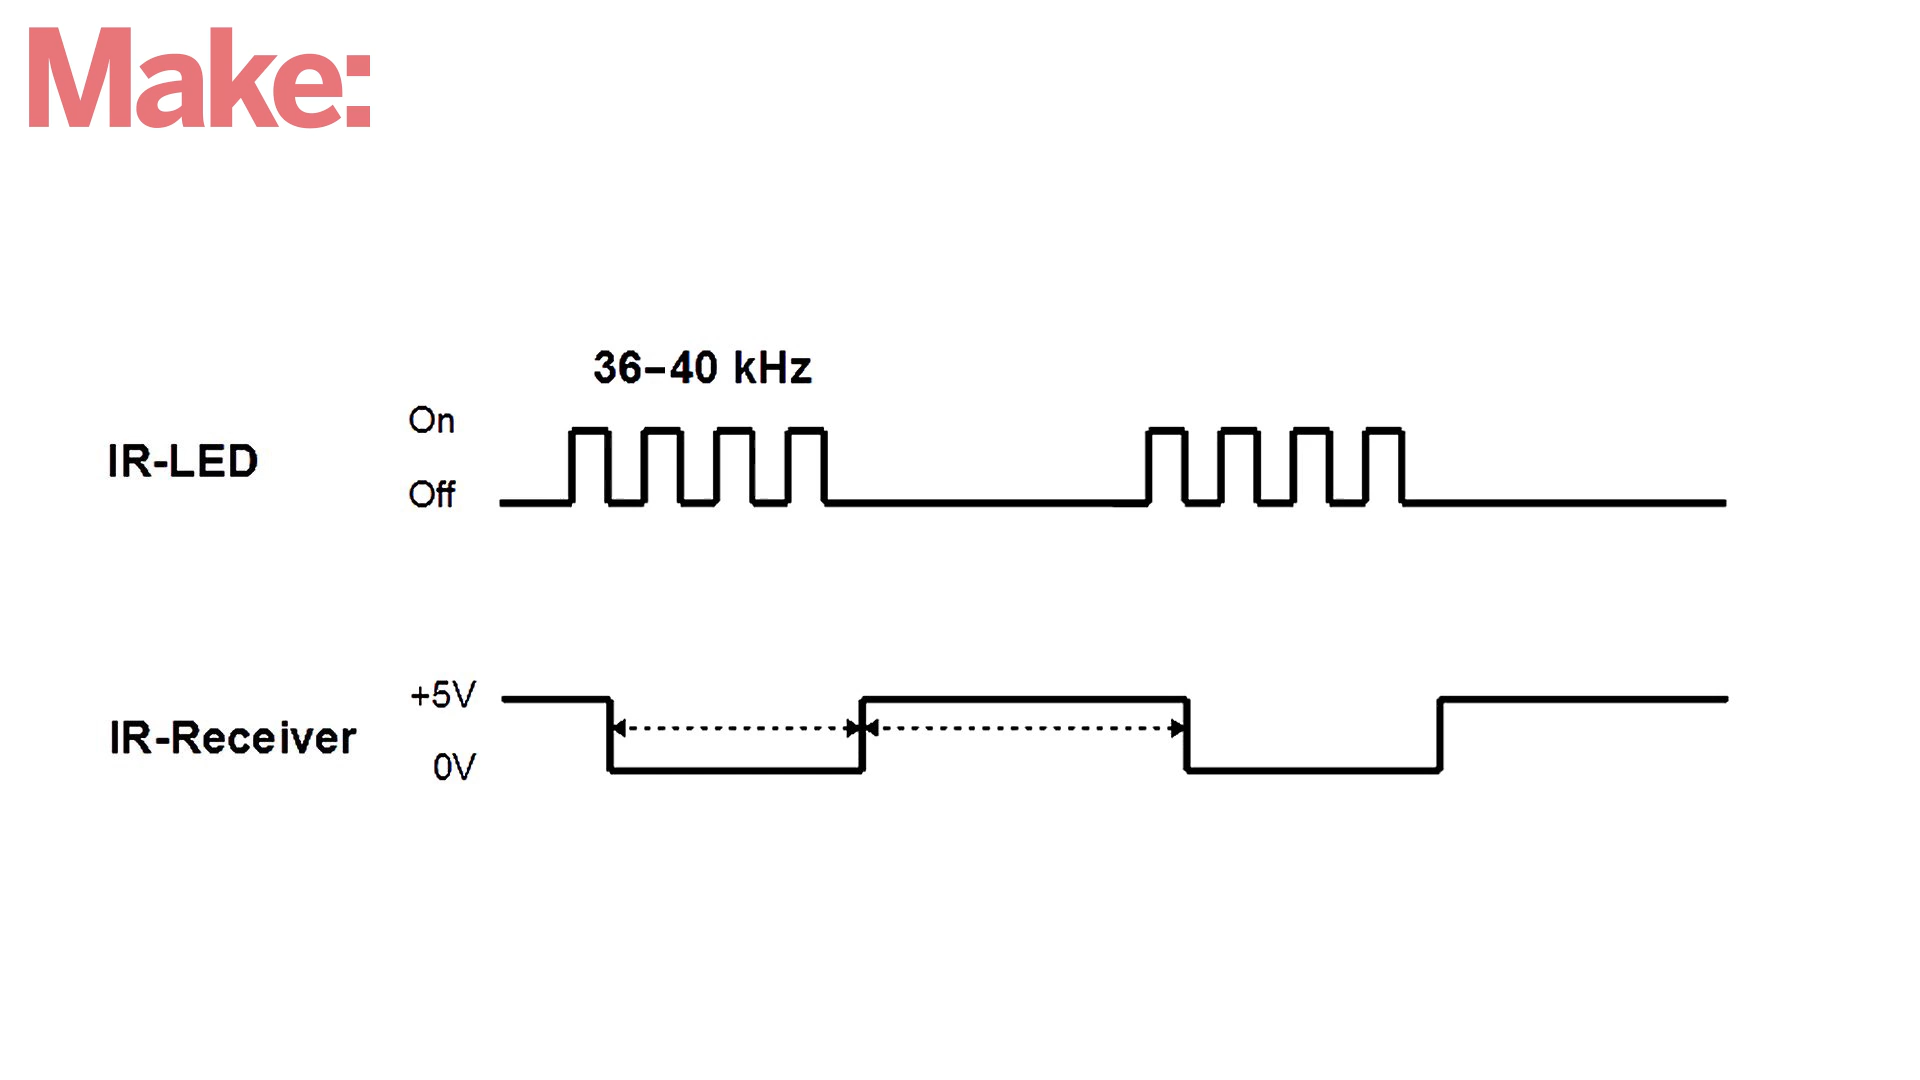 Make:
36–40 kHz
On
IR-LED
Off
+5V
IR-Receiver
0V